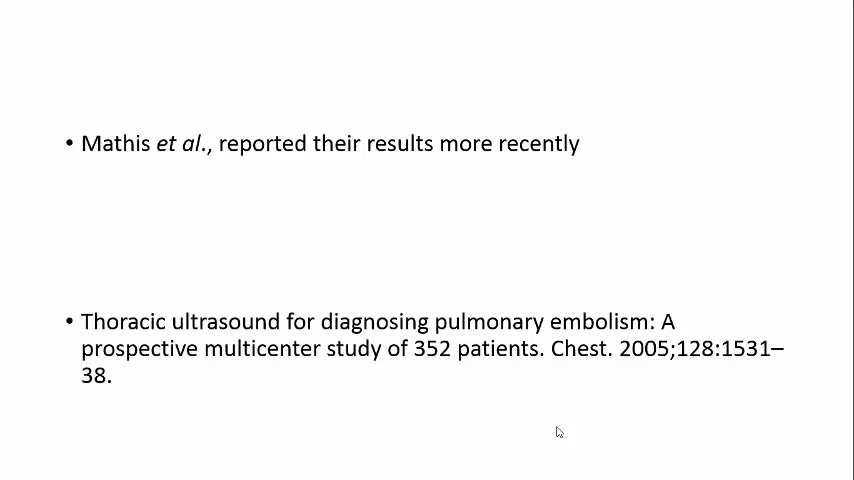 • Mathis et al., reported their results more recently
• Thoracic ultrasound for diagnosing pulmonary embolism: A
prospective multicenter study of 352 patients. Chest. 2005;128:1531–
38.